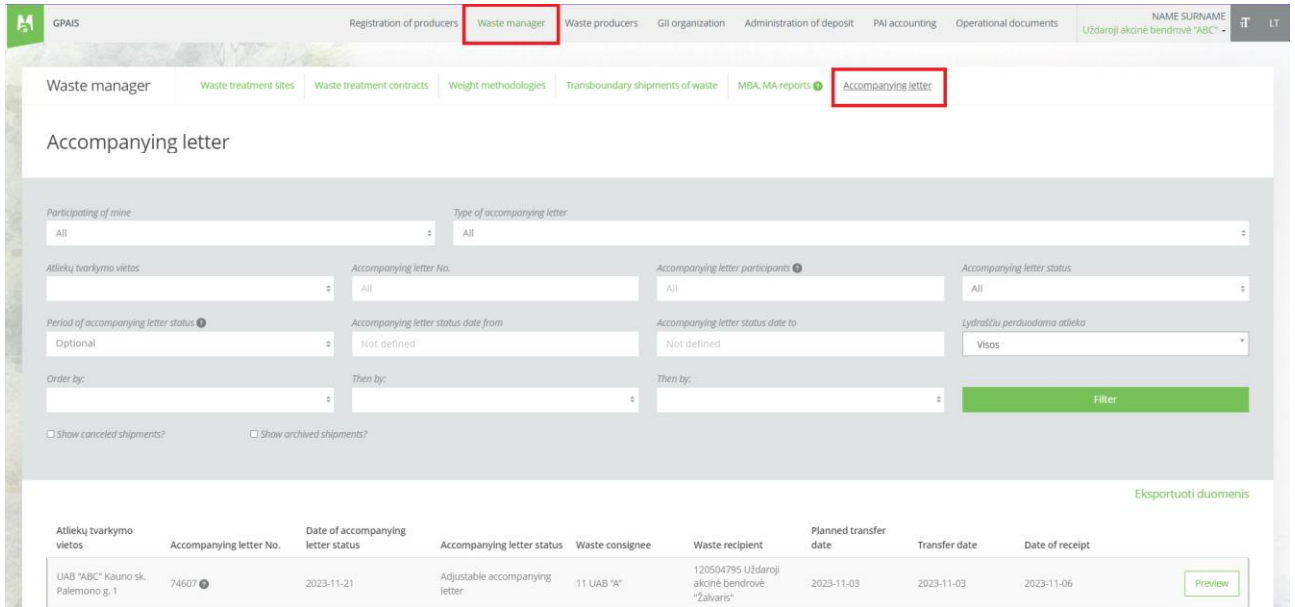 GPAIS
Registration of producers
Waste manager
Waste producers
GII organization
Administration of deposit
PAI accounting
Operational documents
NAME SURNAME
Uždaroji akcinė bendrovė "ABC"
T LT
Waste manager
Waste treatment sites
Waste treatment contracts
Weight methodologies
Transboundary shipments of waste
MBA, MA reports ?
Accompanying letter
Accompanying letter
Participating of mine
Type of accompanying letter
All
All
Atliekų tvarkymo vietos
Accompanying letter No.
Accompanying letter participants ?
Accompanying letter status
All
All
All
Period of accompanying letter status ?
Accompanying letter status date from
Accompanying letter status date to
Lydraščiu perduodama atlieka
Optional
Not defined
Not defined
Visos
Order by:
Then by:
Then by:
Filter
Show canceled shipments?
Show archived shipments?
Eksportuoti duomenis
Atliekų tvarkymo
vietos
Accompanying letter No.
Date of accompanying
letter status
Accompanying letter status
Waste consignee
Waste recipient
Planned transfer
date
Transfer date
Date of receipt
UAB "ABC" Kauno sk.
Palemono g. 1
74607 ?
2023-11-21
Adjustable accompanying
letter
11 UAB "A"
120504795 Uždaroji
akcinė bendrovė
"Žalvaris"
2023-11-03
2023-11-03
2023-11-06
Preview